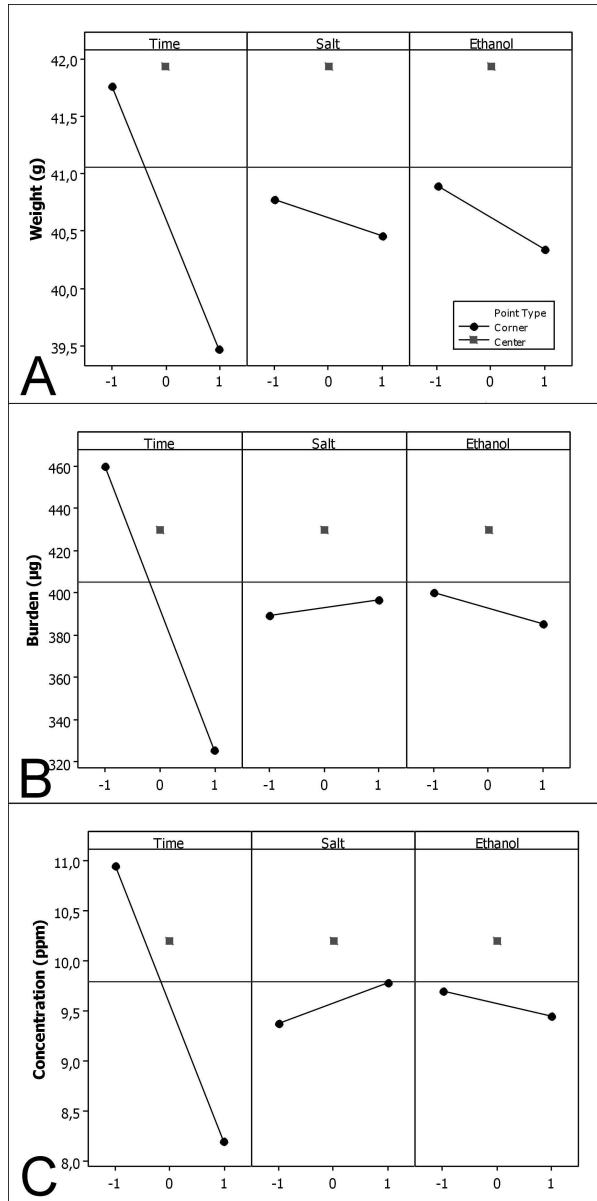 Time Salt Ethanol
42,0
41,5
41,0
40,5
40,0
39,5
Weight (g)
Point Type
Corner
Center
-1 0 1 -1 0 1 -1 0 1
A
Time Salt Ethanol
460
440
420
400
380
360
340
320
Burden (µg)
-1 0 1 -1 0 1 -1 0 1
B
Time Salt Ethanol
11,0
10,5
10,0
9,5
9,0
8,5
8,0
Concentration (ppm)
-1 0 1 -1 0 1 -1 0 1
C